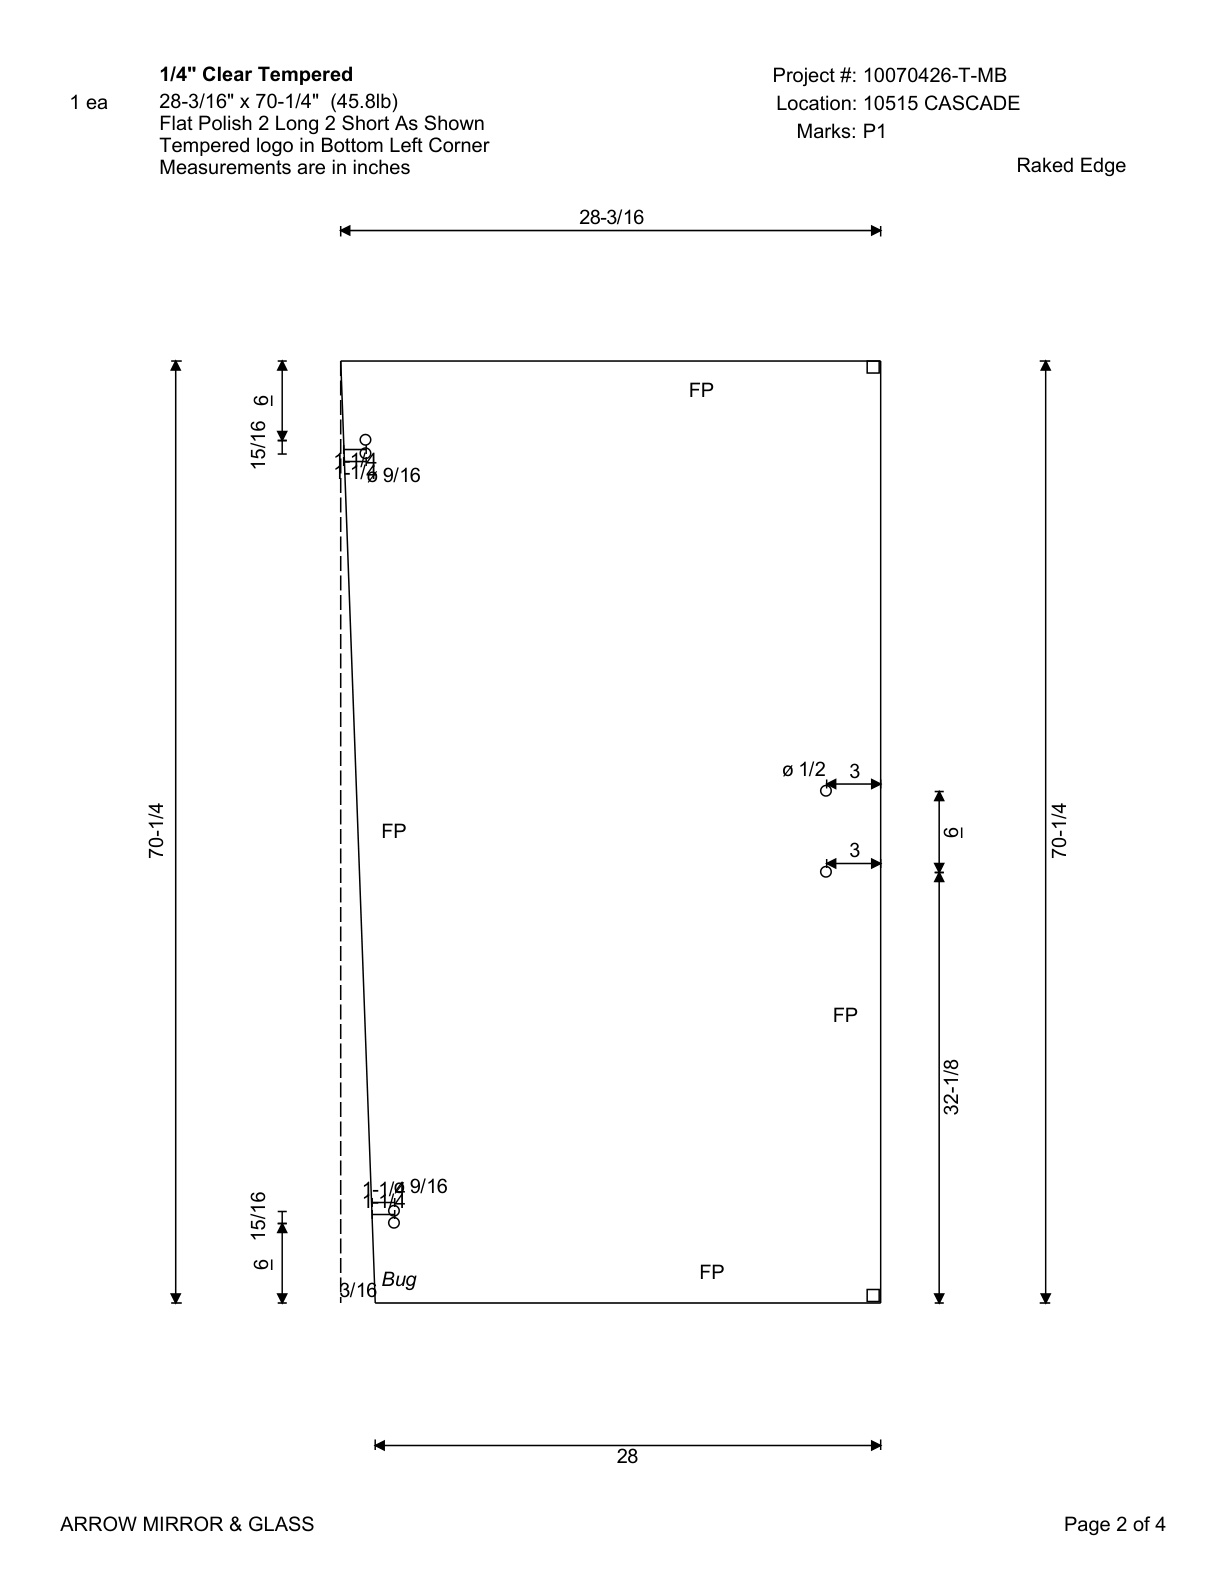 1/4" Clear Tempered
1 ea
28-3/16" x 70-1/4" (45.8lb)
Flat Polish 2 Long 2 Short As Shown
Tempered logo in Bottom Left Corner
Measurements are in inches
Project #: 10070426-T-MB
Location: 10515 CASCADE
Marks: P1
Raked Edge
28-3/16
FP
6
15/16
1-1/4
1-1/4
ø 9/16
ø 1/2
3
70-1/4
FP
6
70-1/4
3
FP
32-1/8
1-1/4
ø 9/16
1-1/4
15/16
6
3/16
Bug
FP
28
ARROW MIRROR & GLASS
Page 2 of 4